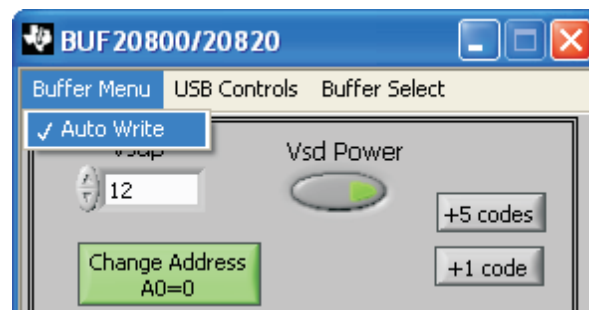 BUF20800/20820
Buffer Menu USB Controls Buffer Select
✓ Auto Write
Vsd Power
12
+5 codes
Change Address
A0=0
+1 code